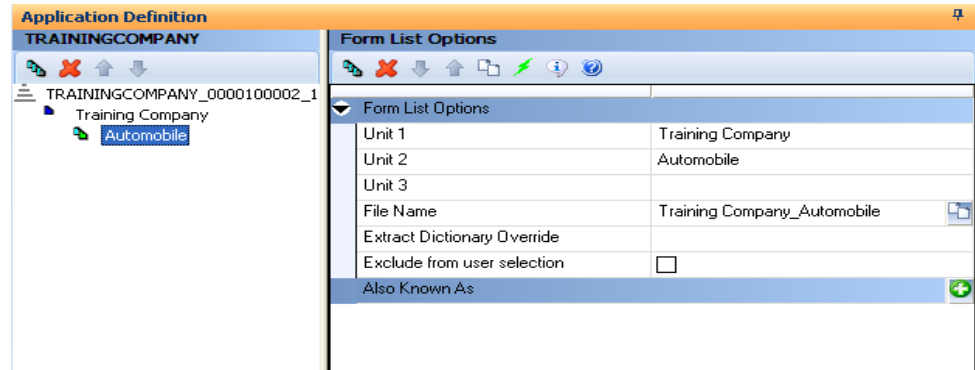 Application Definition
TRAININGCOMPANY
Form List Options
TRAININGCOMPANY_0000100002_1
Training Company
Automobile
Form List Options
Unit 1 Training Company
Unit 2 Automobile
Unit 3
File Name Training Company_Automobile
Extract Dictionary Override
Exclude from user selection
Also Known As